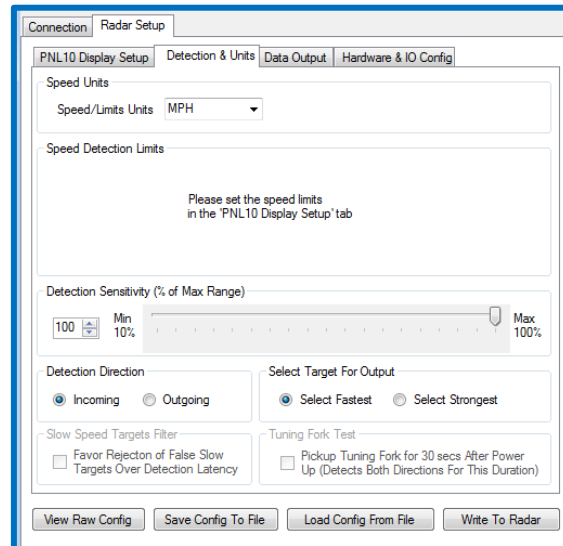 Connection Radar Setup
PNL10 Display Setup Detection & Units Data Output Hardware & IO Config
Speed Units
Speed/Limits Units MPH
Speed Detection Limits
Please set the speed limits
in the 'PNL10 Display Setup' tab
Detection Sensitivity (% of Max Range)
100 Min Max
10% 100%
Detection Direction Select Target For Output
Incoming Outgoing Select Fastest Select Strongest
Slow Speed Targets Filter Tuning Fork Test
Favor Rejecton of False Slow Pickup Tuning Fork for 30 secs After Power
Targets Over Detection Latency Up (Detects Both Directions For This Duration)
View Raw Config Save Config To File Load Config From File Write To Radar